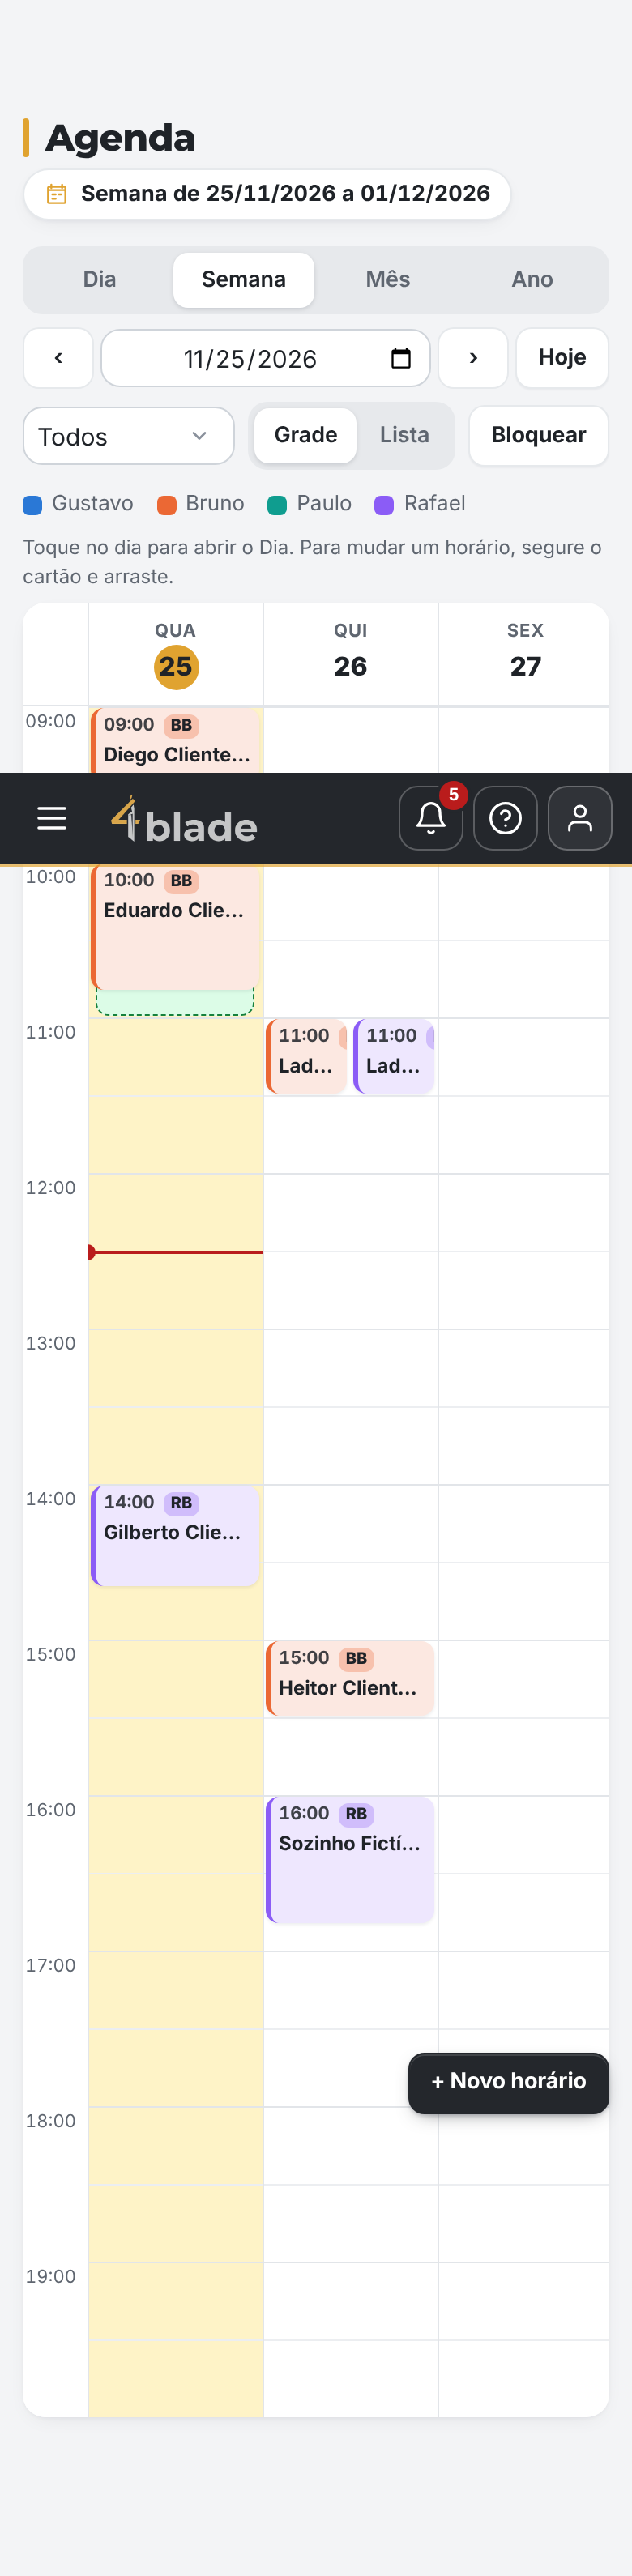 Agenda
Semana de 25/11/2026 a 01/12/2026
Dia Semana Mês Ano
‹ 11/25/2026 › Hoje
Todos Grade Lista Bloquear
Gustavo Bruno Paulo Rafael
Toque no dia para abrir o Dia. Para mudar um horário, segure o
cartão e arraste.
QUA QUI SEX
25 26 27
09:00 09:00 BB
Diego Cliente...
4blade 5
10:00 10:00 BB
Eduardo Clie...
11:00 11:00 11:00
Lad... Lad...
12:00
13:00
14:00 14:00 RB
Gilberto Clie...
15:00 15:00 BB
Heitor Client...
16:00 16:00 RB
Sozinho Fictí...
17:00
+ Novo horário
18:00
19:00